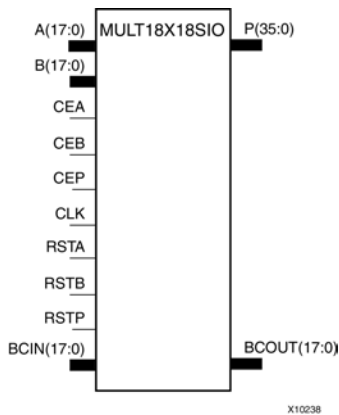 A(17:0) MULT18X18SIO P(35:0)
B(17:0)
CEA
CEB
CEP
CLK
RSTA
RSTB
RSTP
BCIN(17:0) BCOUT(17:0)
X10238